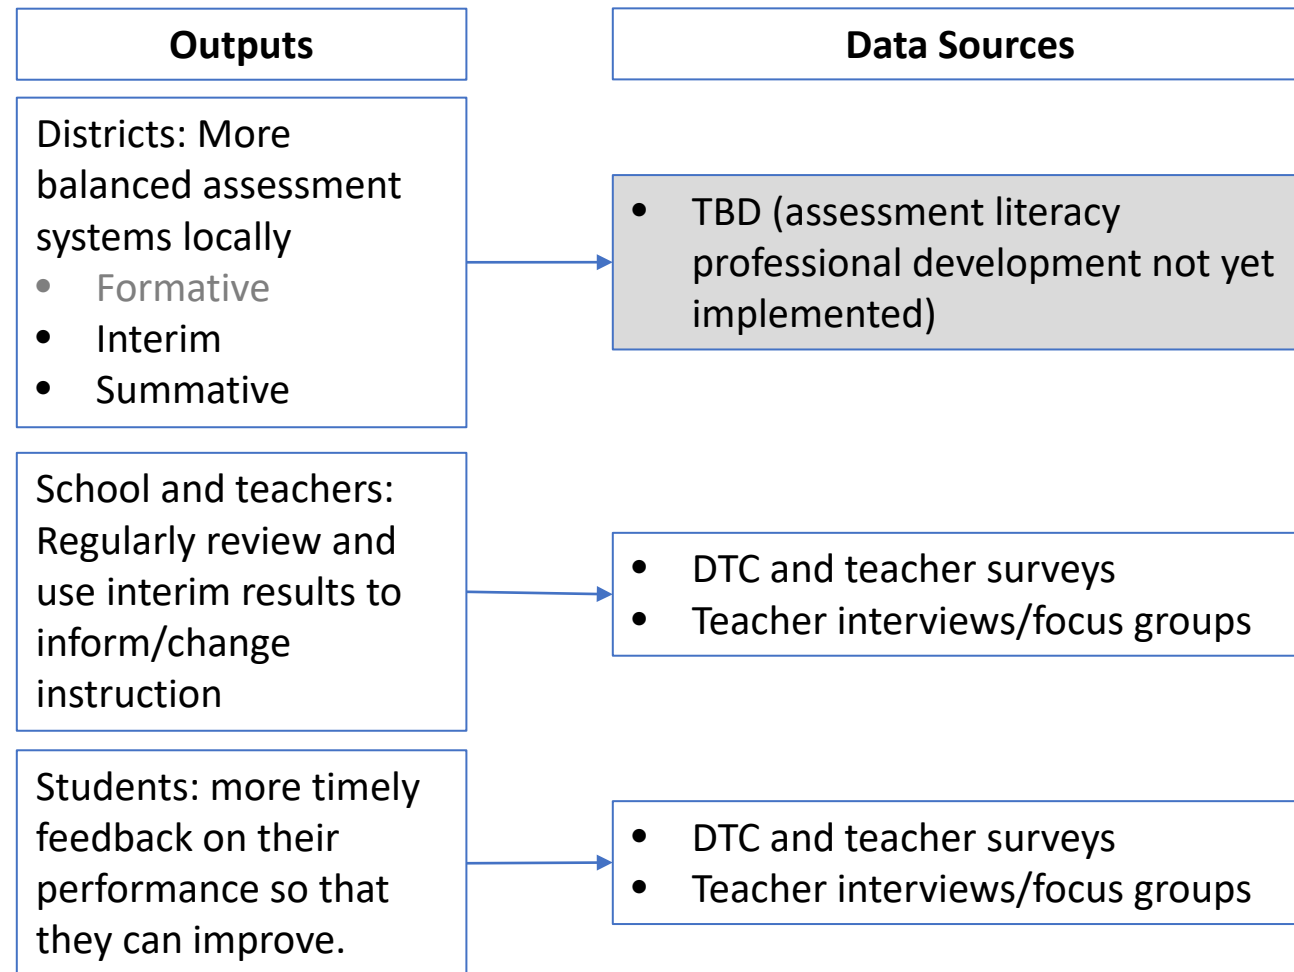 Outputs
Data Sources
Districts: More
balanced assessment
systems locally
• Formative
• Interim
• Summative
• TBD (assessment literacy
professional development not yet
implemented)
School and teachers:
Regularly review and
use interim results to
inform/change
instruction
• DTC and teacher surveys
• Teacher interviews/focus groups
Students: more timely
feedback on their
performance so that
they can improve.
• DTC and teacher surveys
• Teacher interviews/focus groups